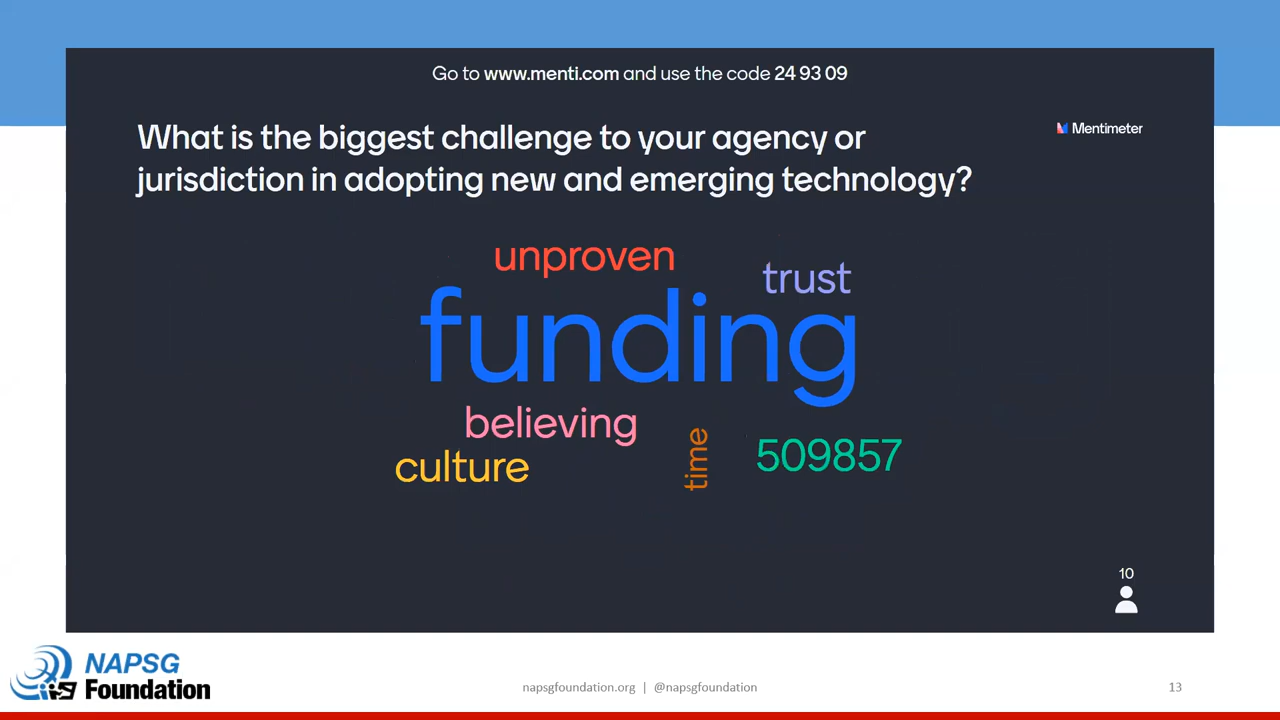 Go to www.menti.com and use the code 24 93 09
What is the biggest challenge to your agency or
jurisdiction in adopting new and emerging technology?
Mentimeter
unproven
trust
funding
believing
culture
time
509857
10
NAPSG
Foundation
napsgfoundation.org | @napsgfoundation
13